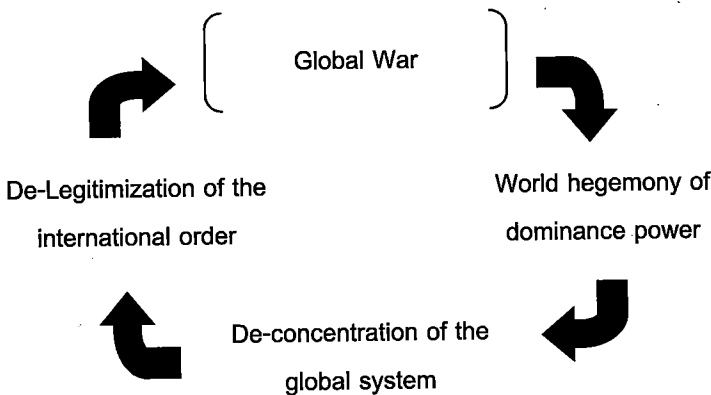 Global War
World hegemony of
dominance power
De-concentration of the
global system
De-Legitimization of the
international order